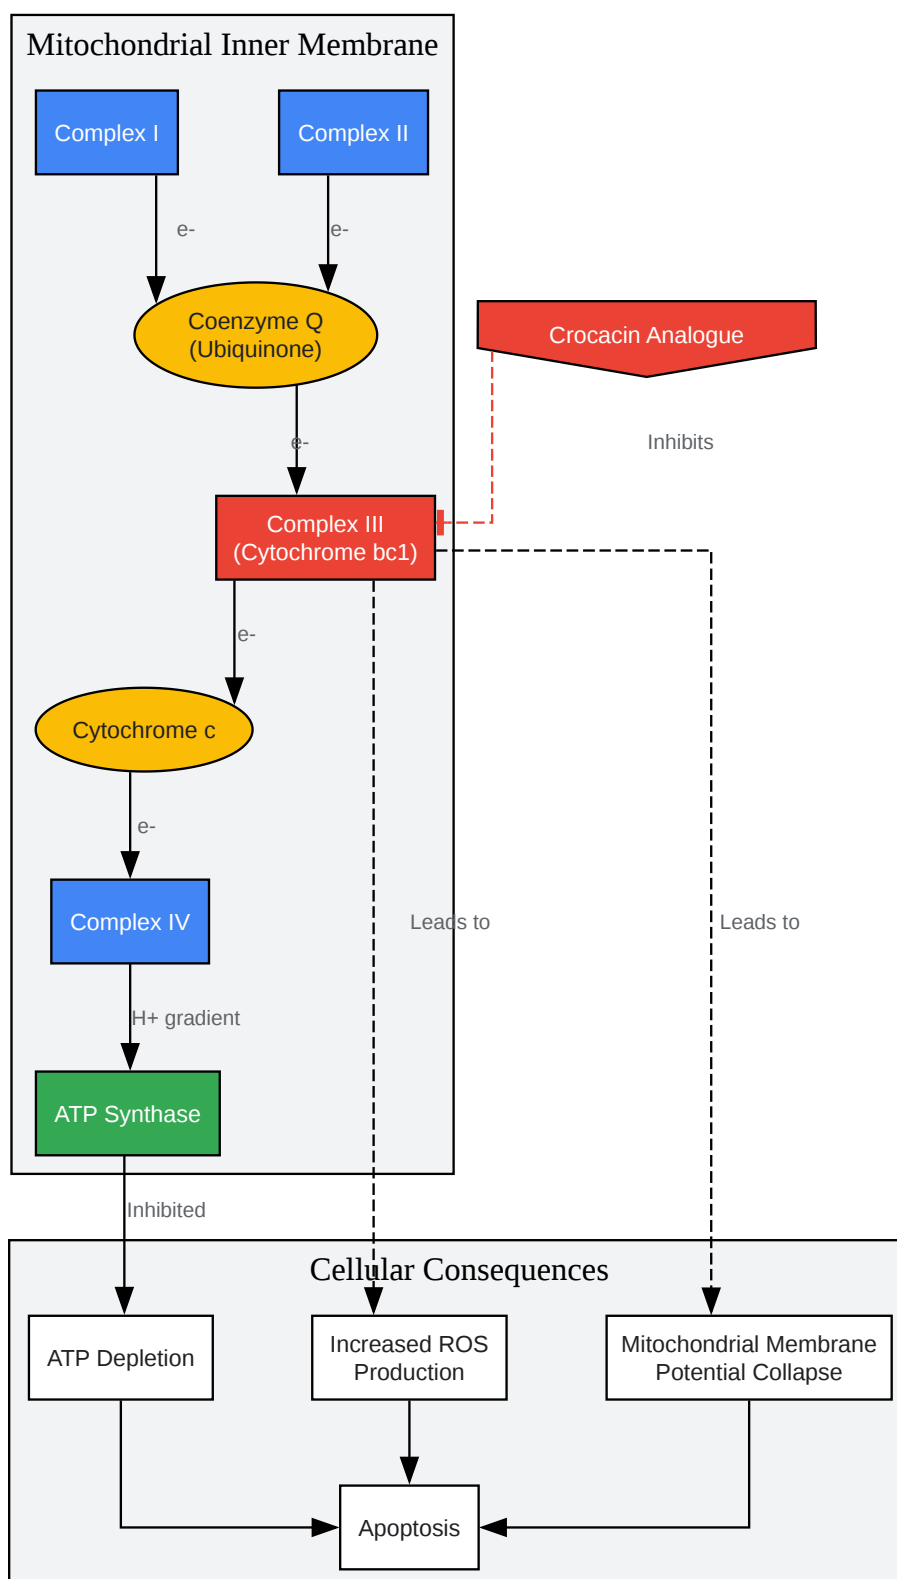 Mitochondrial Inner Membrane
Complex I
Complex II
e-
e-
Coenzyme Q
(Ubiquinone)
Crocacin Analogue
e-
Inhibits
Complex III
(Cytochrome bc1)
e-
Cytochrome c
e-
Complex IV
Leads to
Leads to
H+ gradient
ATP Synthase
Inhibited
Cellular Consequences
ATP Depletion
Increased ROS
Production
Mitochondrial Membrane
Potential Collapse
Apoptosis